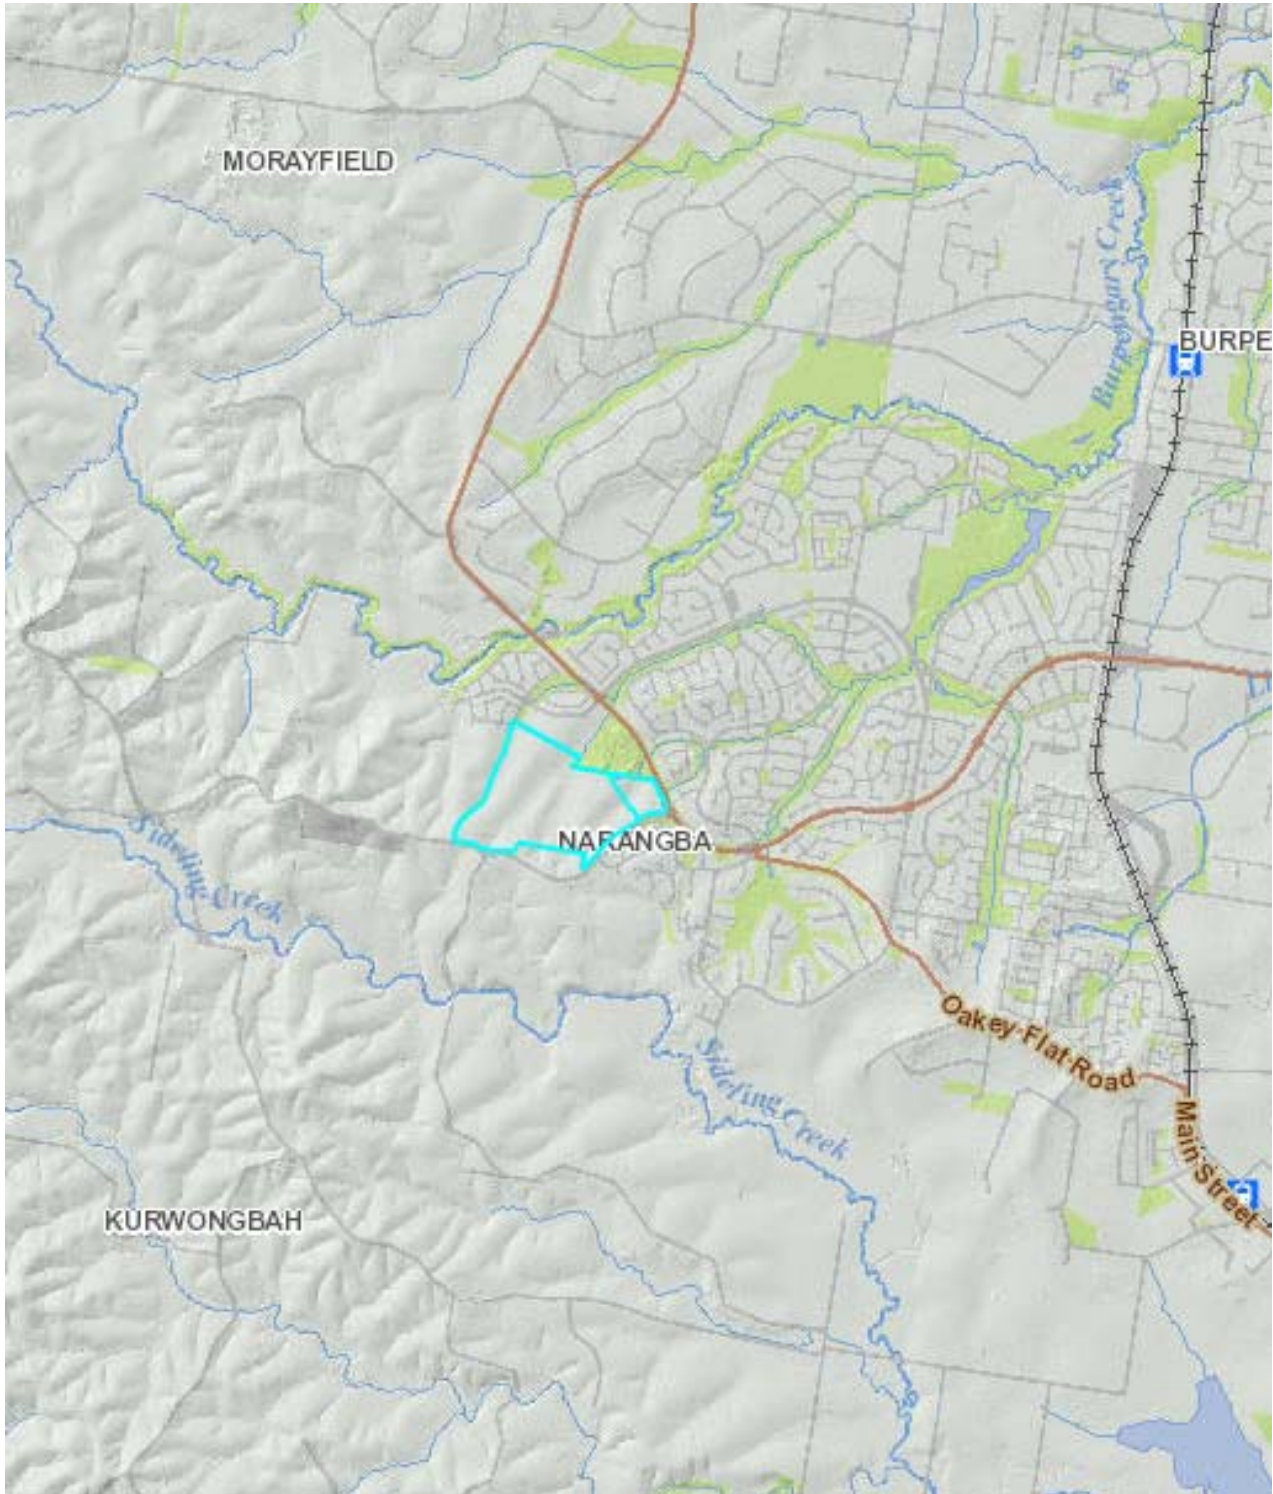 MORAYFIELD
Burpengary Creek
BURPE
NARANGBA
Sideling Creek
Oakey Flat Road
Sideling Creek
Main Street
KURWONGBAH